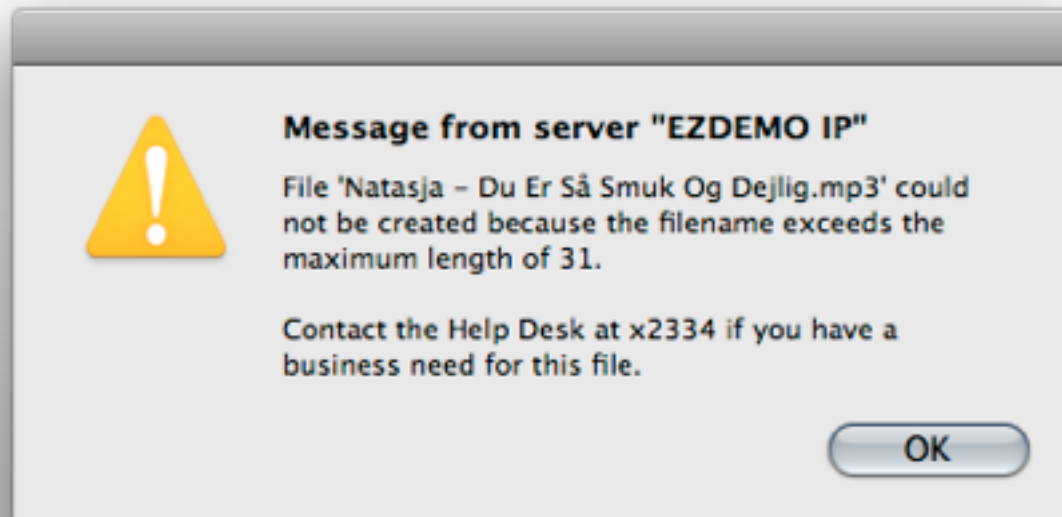 Message from server "EZDEMO IP"
File 'Natasja – Du Er Så Smuk Og Dejlig.mp3' could
not be created because the filename exceeds the
maximum length of 31.
Contact the Help Desk at x2334 if you have a
business need for this file.
OK